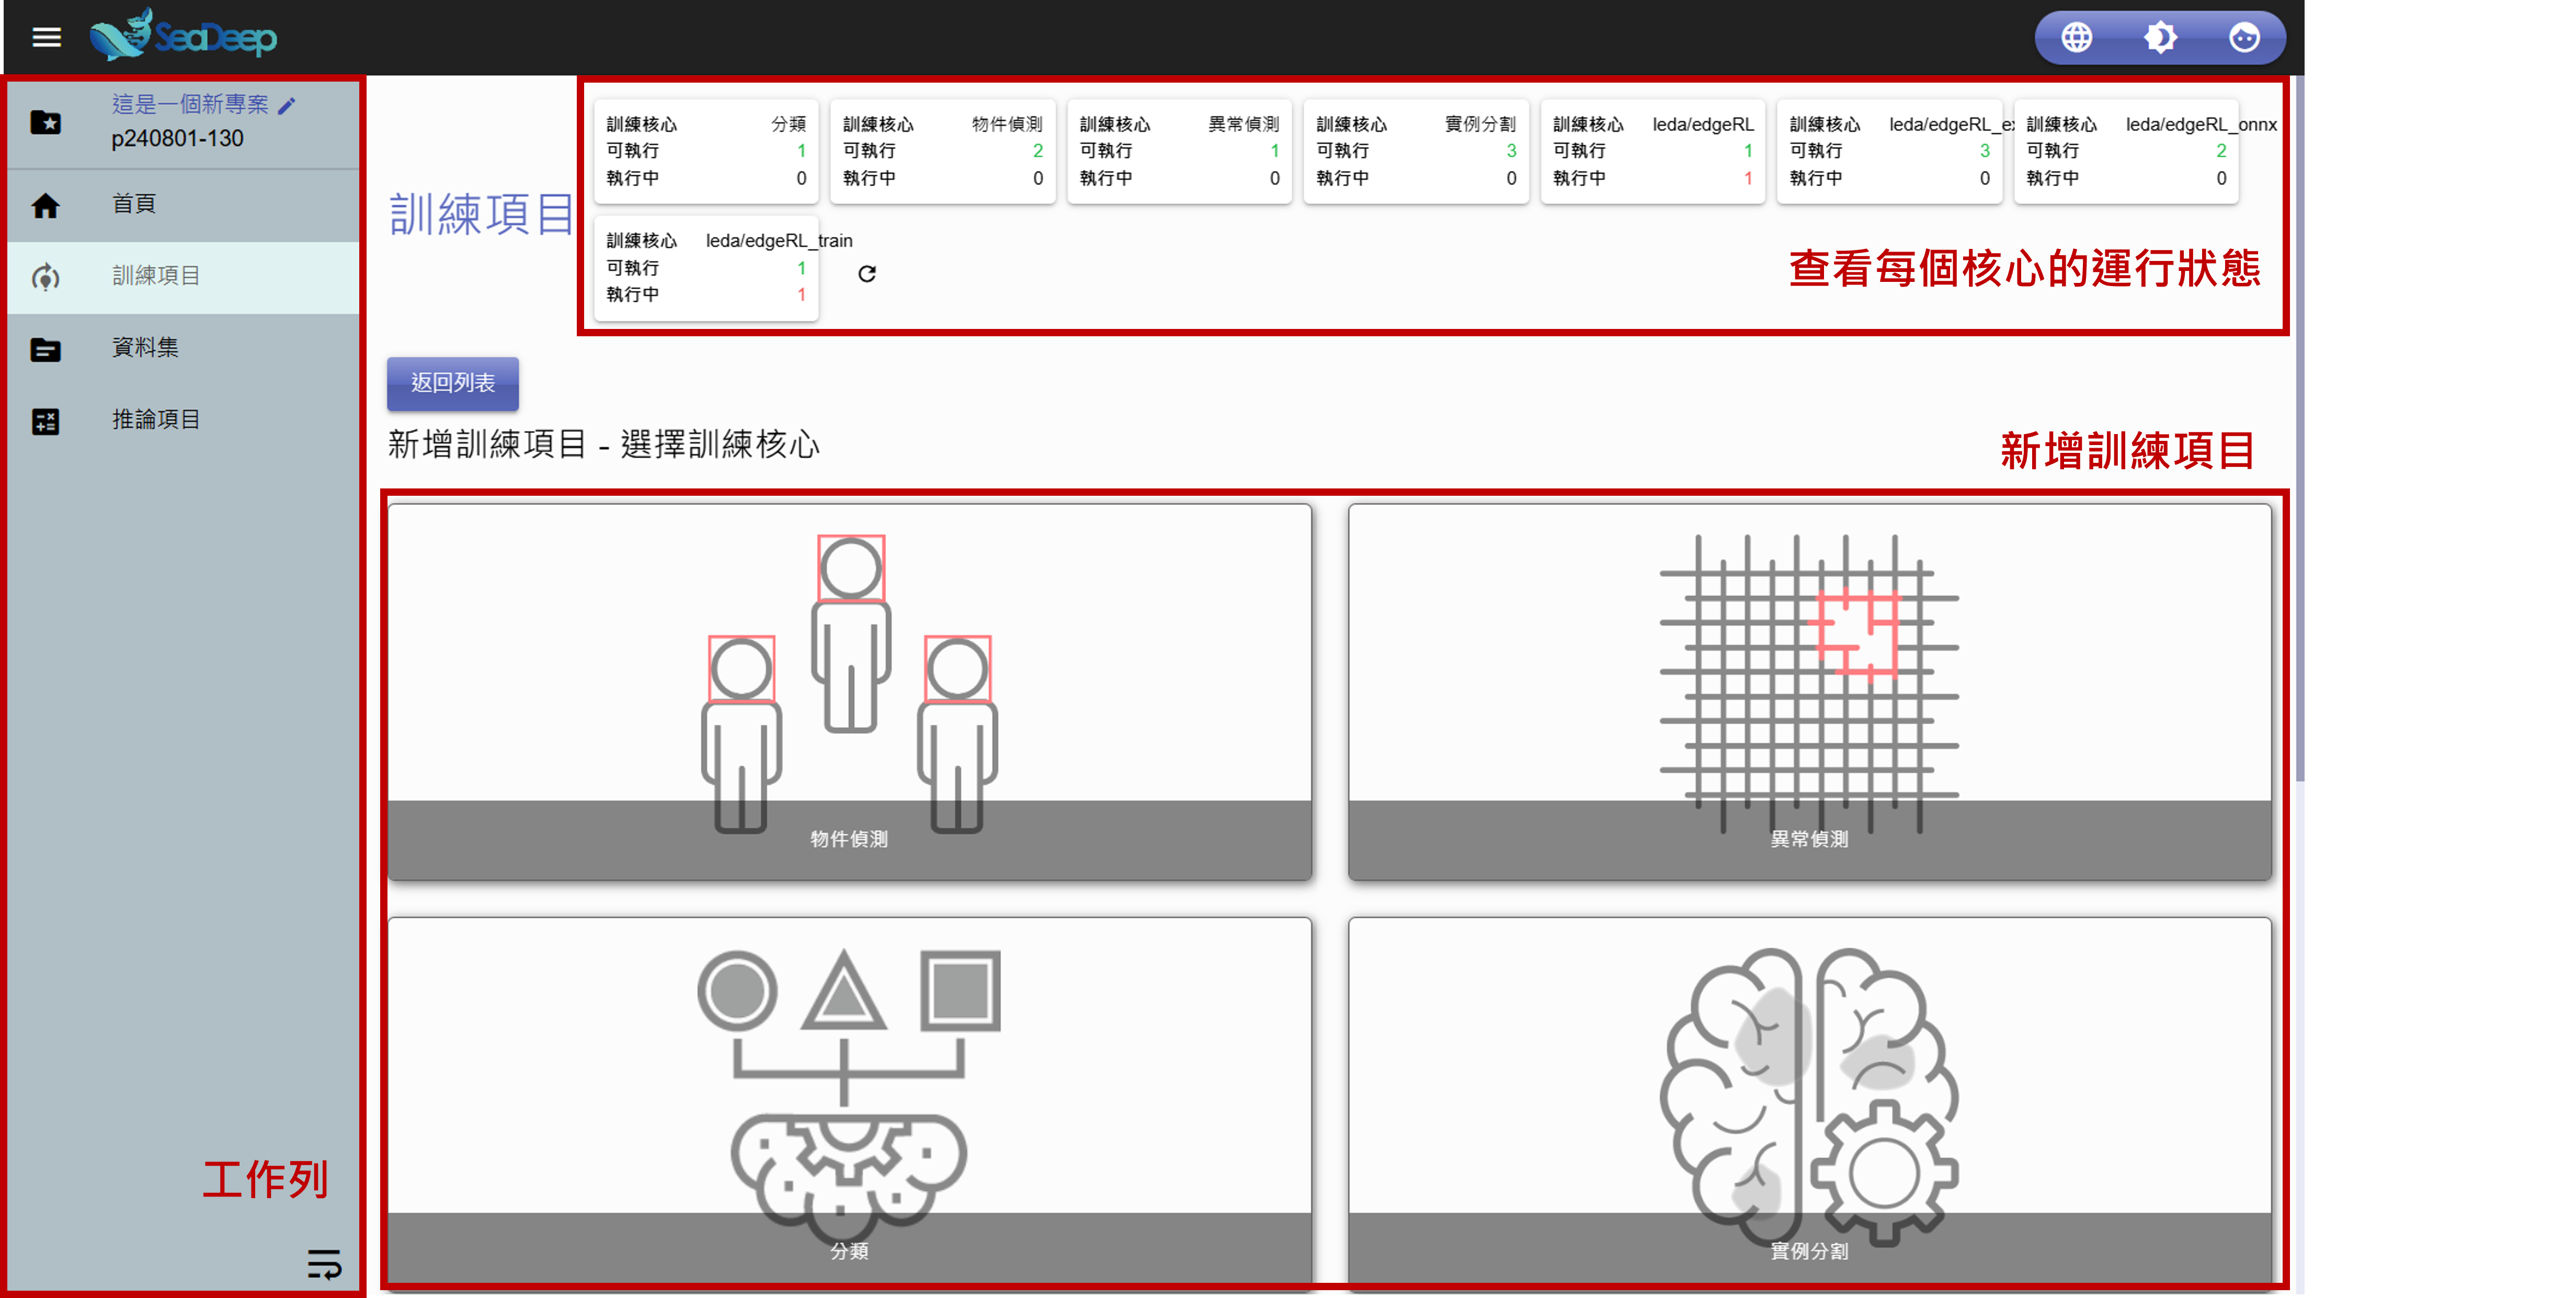 SeaDeep
這是一個新專案
p240801-130
首頁
訓練項目
資料集
推論項目
工作列
訓練項目
訓練核心 分類
可執行 1
執行中 0
訓練核心 物件偵測
可執行 2
執行中 0
訓練核心 異常偵測
可執行 1
執行中 0
訓練核心 實例分割
可執行 3
執行中 0
訓練核心 leda/edgeRL
可執行 1
執行中 1
訓練核心 leda/edgeRL_ex
可執行 3
執行中 0
訓練核心 leda/edgeRL_onnx
可執行 2
執行中 0
訓練核心 leda/edgeRL_train
可執行 1
執行中 1
查看每個核心的運行狀態
返回列表
新增訓練項目 - 選擇訓練核心
新增訓練項目
物件偵測
異常偵測
分類
實例分割